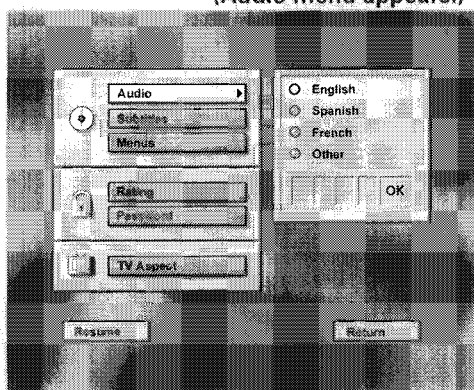 (Audio menu appears.)
Audio
Subtitles
Menus
Rating
Password
TV Aspect
English
Spanish
French
Other
OK
Resume
Return